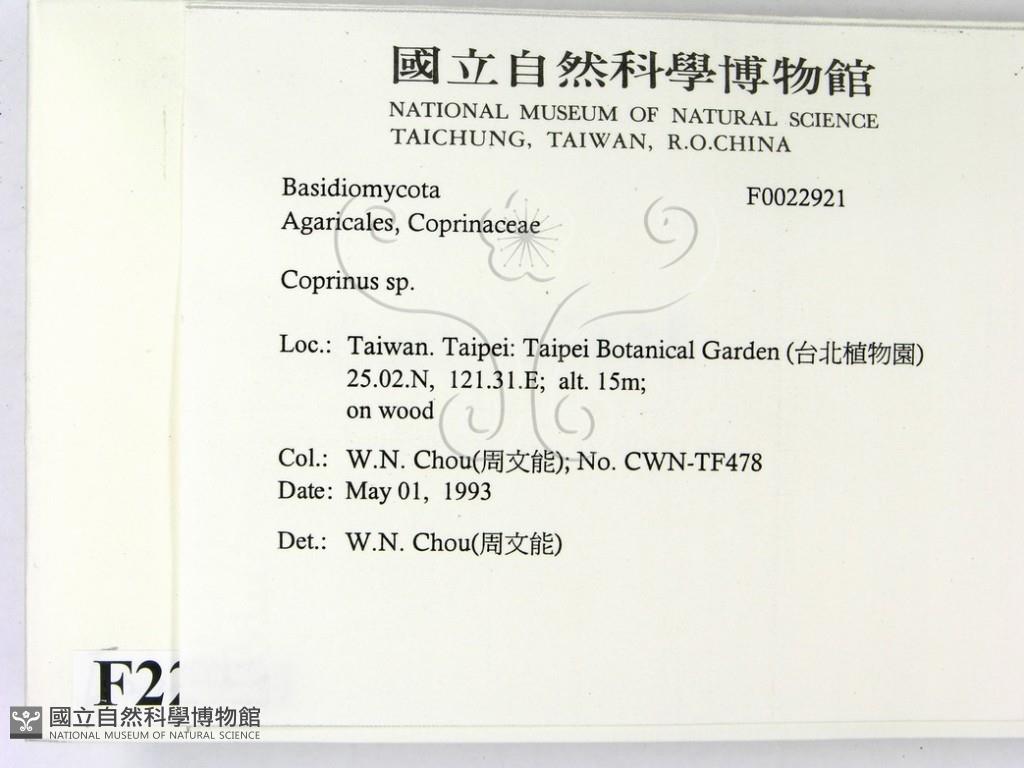 國立自然科學博物館
NATIONAL MUSEUM OF NATURAL SCIENCE
TAICHUNG, TAIWAN, R.O.CHINA
Basidiomycota F0022921
Agaricales, Coprinaceae
Coprinus sp.
Loc.: Taiwan. Taipei: Taipei Botanical Garden (台北植物園)
25.02.N, 121.31.E; alt. 15m;
on wood
Col.: W.N. Chou(周文能); No. CWN-TF478
Date: May 01, 1993
Det.: W.N. Chou(周文能)
F22
國立自然科學博物館
NATIONAL MUSEUM OF NATURAL SCIENCE